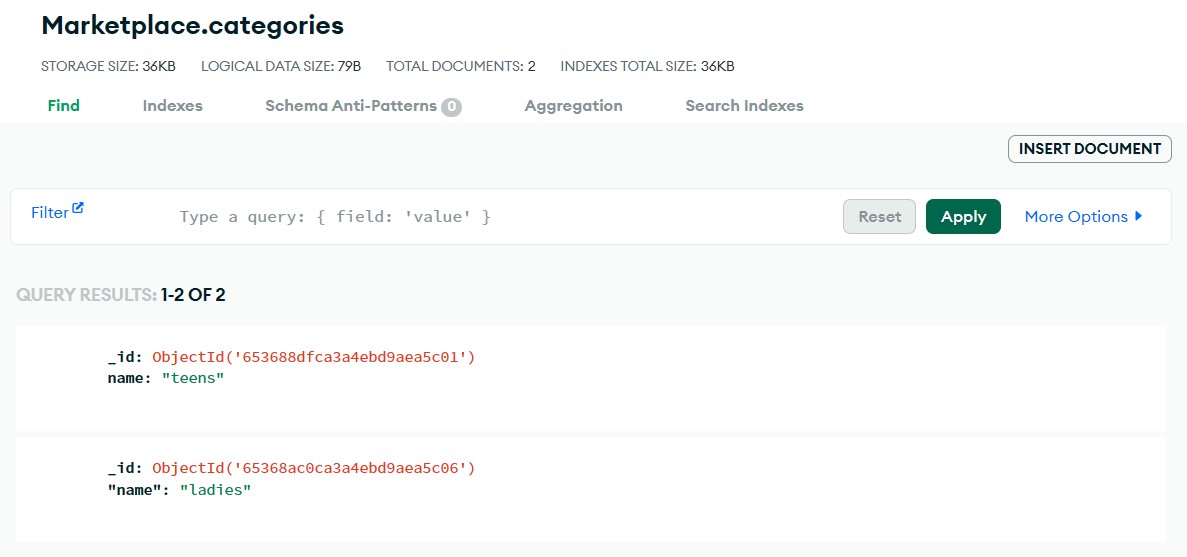 Marketplace.categories
STORAGE SIZE: 36KB LOGICAL DATA SIZE: 79B TOTAL DOCUMENTS: 2 INDEXES TOTAL SIZE: 36KB
Find Indexes Schema Anti-Patterns 0 Aggregation Search Indexes
INSERT DOCUMENT
Filter Type a query: { field: 'value' } Reset Apply More Options
QUERY RESULTS: 1-2 OF 2
_id: ObjectId('653688dfca3a4ebd9aea5c01')
name: "teens"
_id: ObjectId('65368ac0ca3a4ebd9aea5c06')
"name": "ladies"